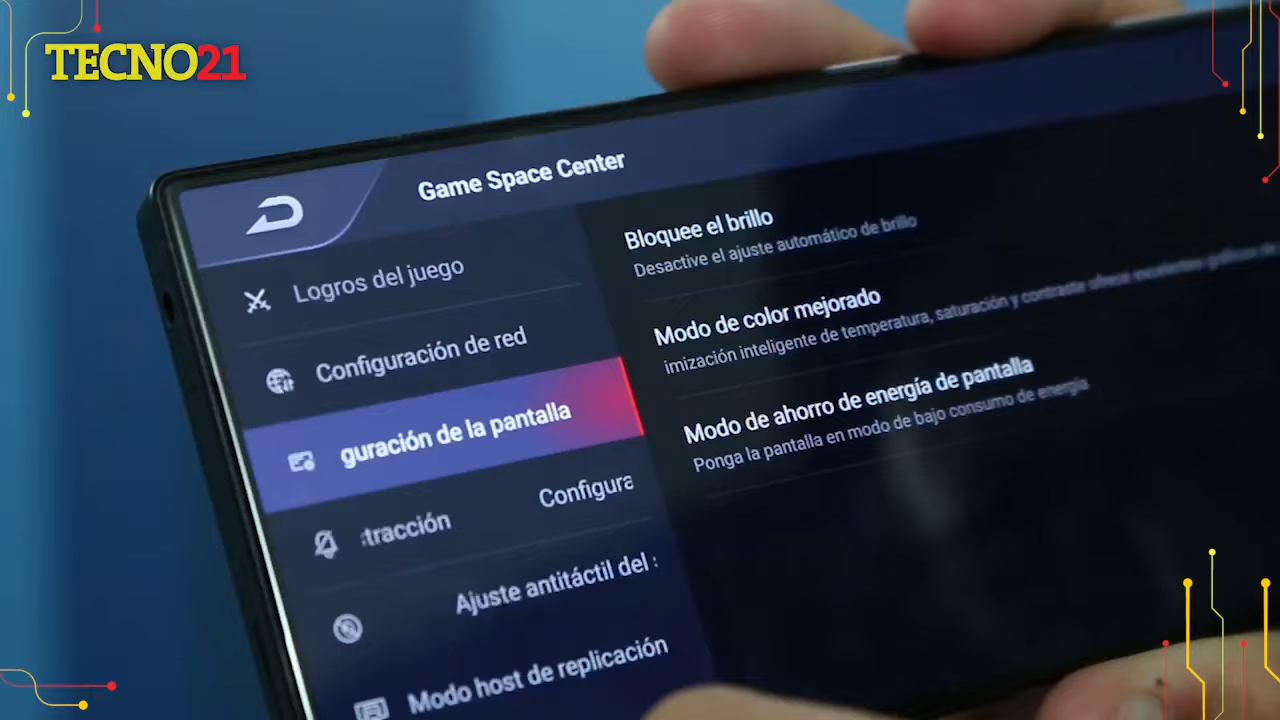 TECNO21
Game Space Center
Logros del juego
Configuración de red
guración de la pantalla
tracción
Configura
Ajuste antitáctil del
Modo host de replicación
Bloquee el brillo
Desactive el ajuste automático de brillo
Modo de color mejorado
imización inteligente de temperatura, saturación y contraste ofrece excelentes gráficos de
Modo de ahorro de energía de pantalla
Ponga la pantalla en modo de bajo consumo de energía